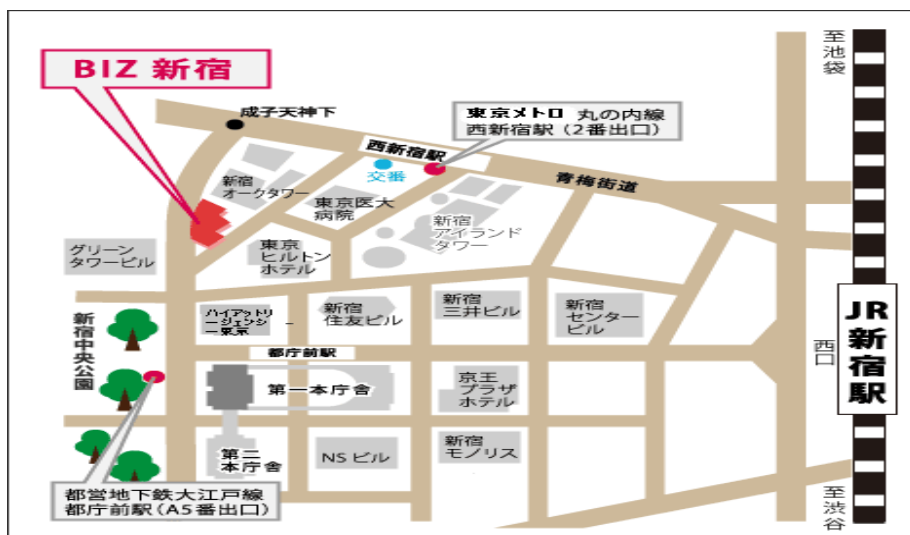 至池袋
BIZ 新宿
成子天神下
東京メトロ 丸の内線
西新宿駅（2番出口）
西新宿駅
交番
青梅街道
新宿
オークタワー
東京医大
病院
新宿
アイランド
タワー
グリーン
タワービル
東京
ヒルトン
ホテル
新宿中央公園
ハイアットリ
ージェンシ
ー東京
新宿
住友ビル
新宿
三井ビル
新宿
センター
ビル
JR新宿駅
西口
都庁前駅
第一本庁舎
京王
プラザ
ホテル
第二
本庁舎
NSビル
新宿
モノリス
都営地下鉄大江戸線
都庁前駅（A5番出口）
至渋谷